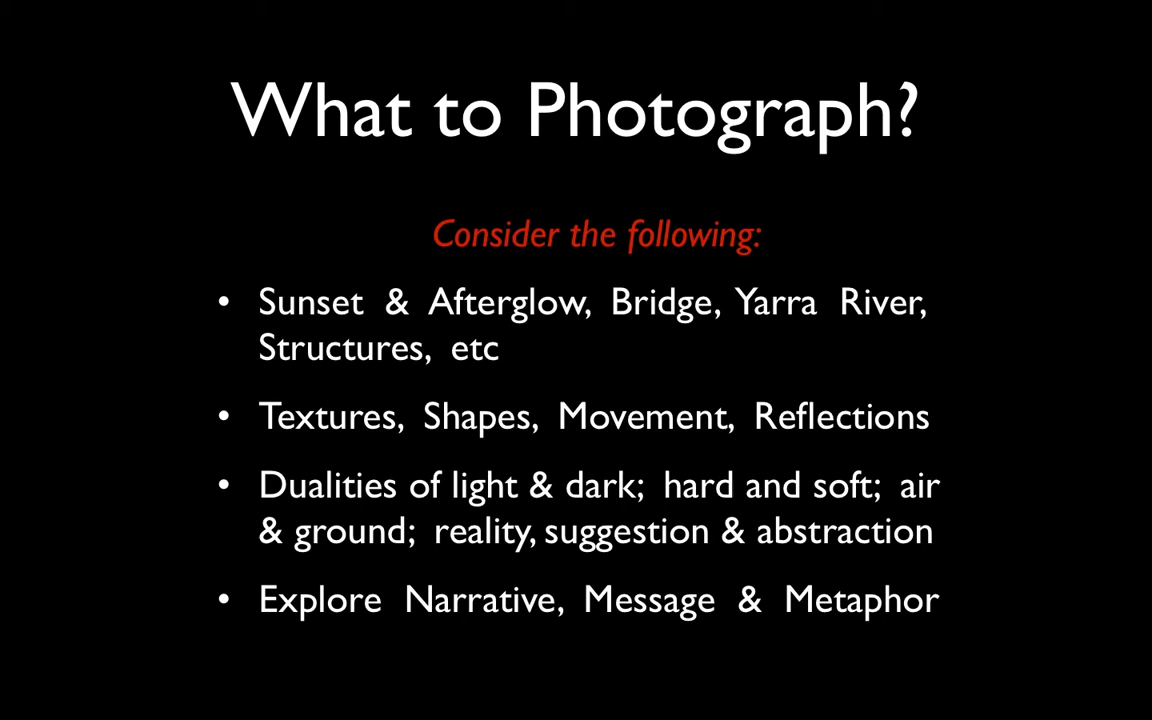 What to Photograph?
Consider the following:
• Sunset & Afterglow, Bridge, Yarra River,
Structures, etc
• Textures, Shapes, Movement, Reflections
• Dualities of light & dark; hard and soft; air
& ground; reality, suggestion & abstraction
• Explore Narrative, Message & Metaphor